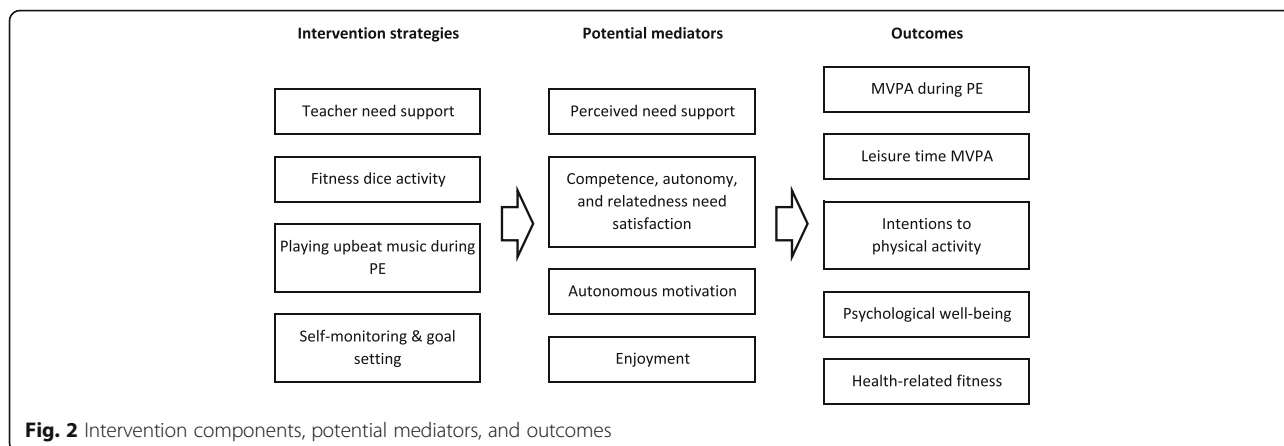 Intervention strategies
Teacher need support
Fitness dice activity
Playing upbeat music during
PE
Self-monitoring & goal
setting
Potential mediators
Perceived need support
Competence, autonomy,
and relatedness need
satisfaction
Autonomous motivation
Enjoyment
Outcomes
MVPA during PE
Leisure time MVPA
Intentions to
physical activity
Psychological well-being
Health-related fitness
Fig. 2 Intervention components, potential mediators, and outcomes